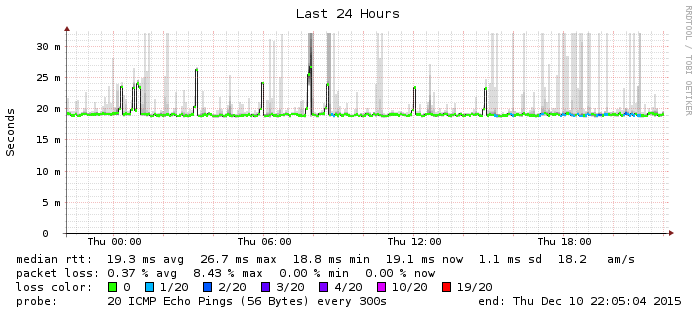 Last 24 Hours
RRDTOOL / TOBI OETIKER
Seconds
30 m
25 m
20 m
15 m
10 m
5 m
0
Thu 00:00 Thu 06:00 Thu 12:00 Thu 18:00
median rtt: 19.3 ms avg 26.7 ms max 18.8 ms min 19.1 ms now 1.1 ms sd 18.2 am/s
packet loss: 0.37 % avg 8.43 % max 0.00 % min 0.00 % now
loss color: 0 1/20 2/20 3/20 4/20 10/20 19/20
probe: 20 ICMP Echo Pings (56 Bytes) every 300s end: Thu Dec 10 22:05:04 2015